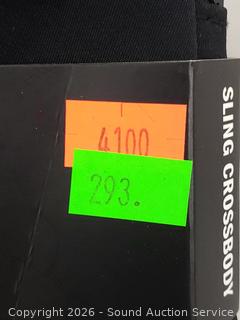 4100
293.
SLING CROSSBODY
Copyright 2026 - Sound Auction Service